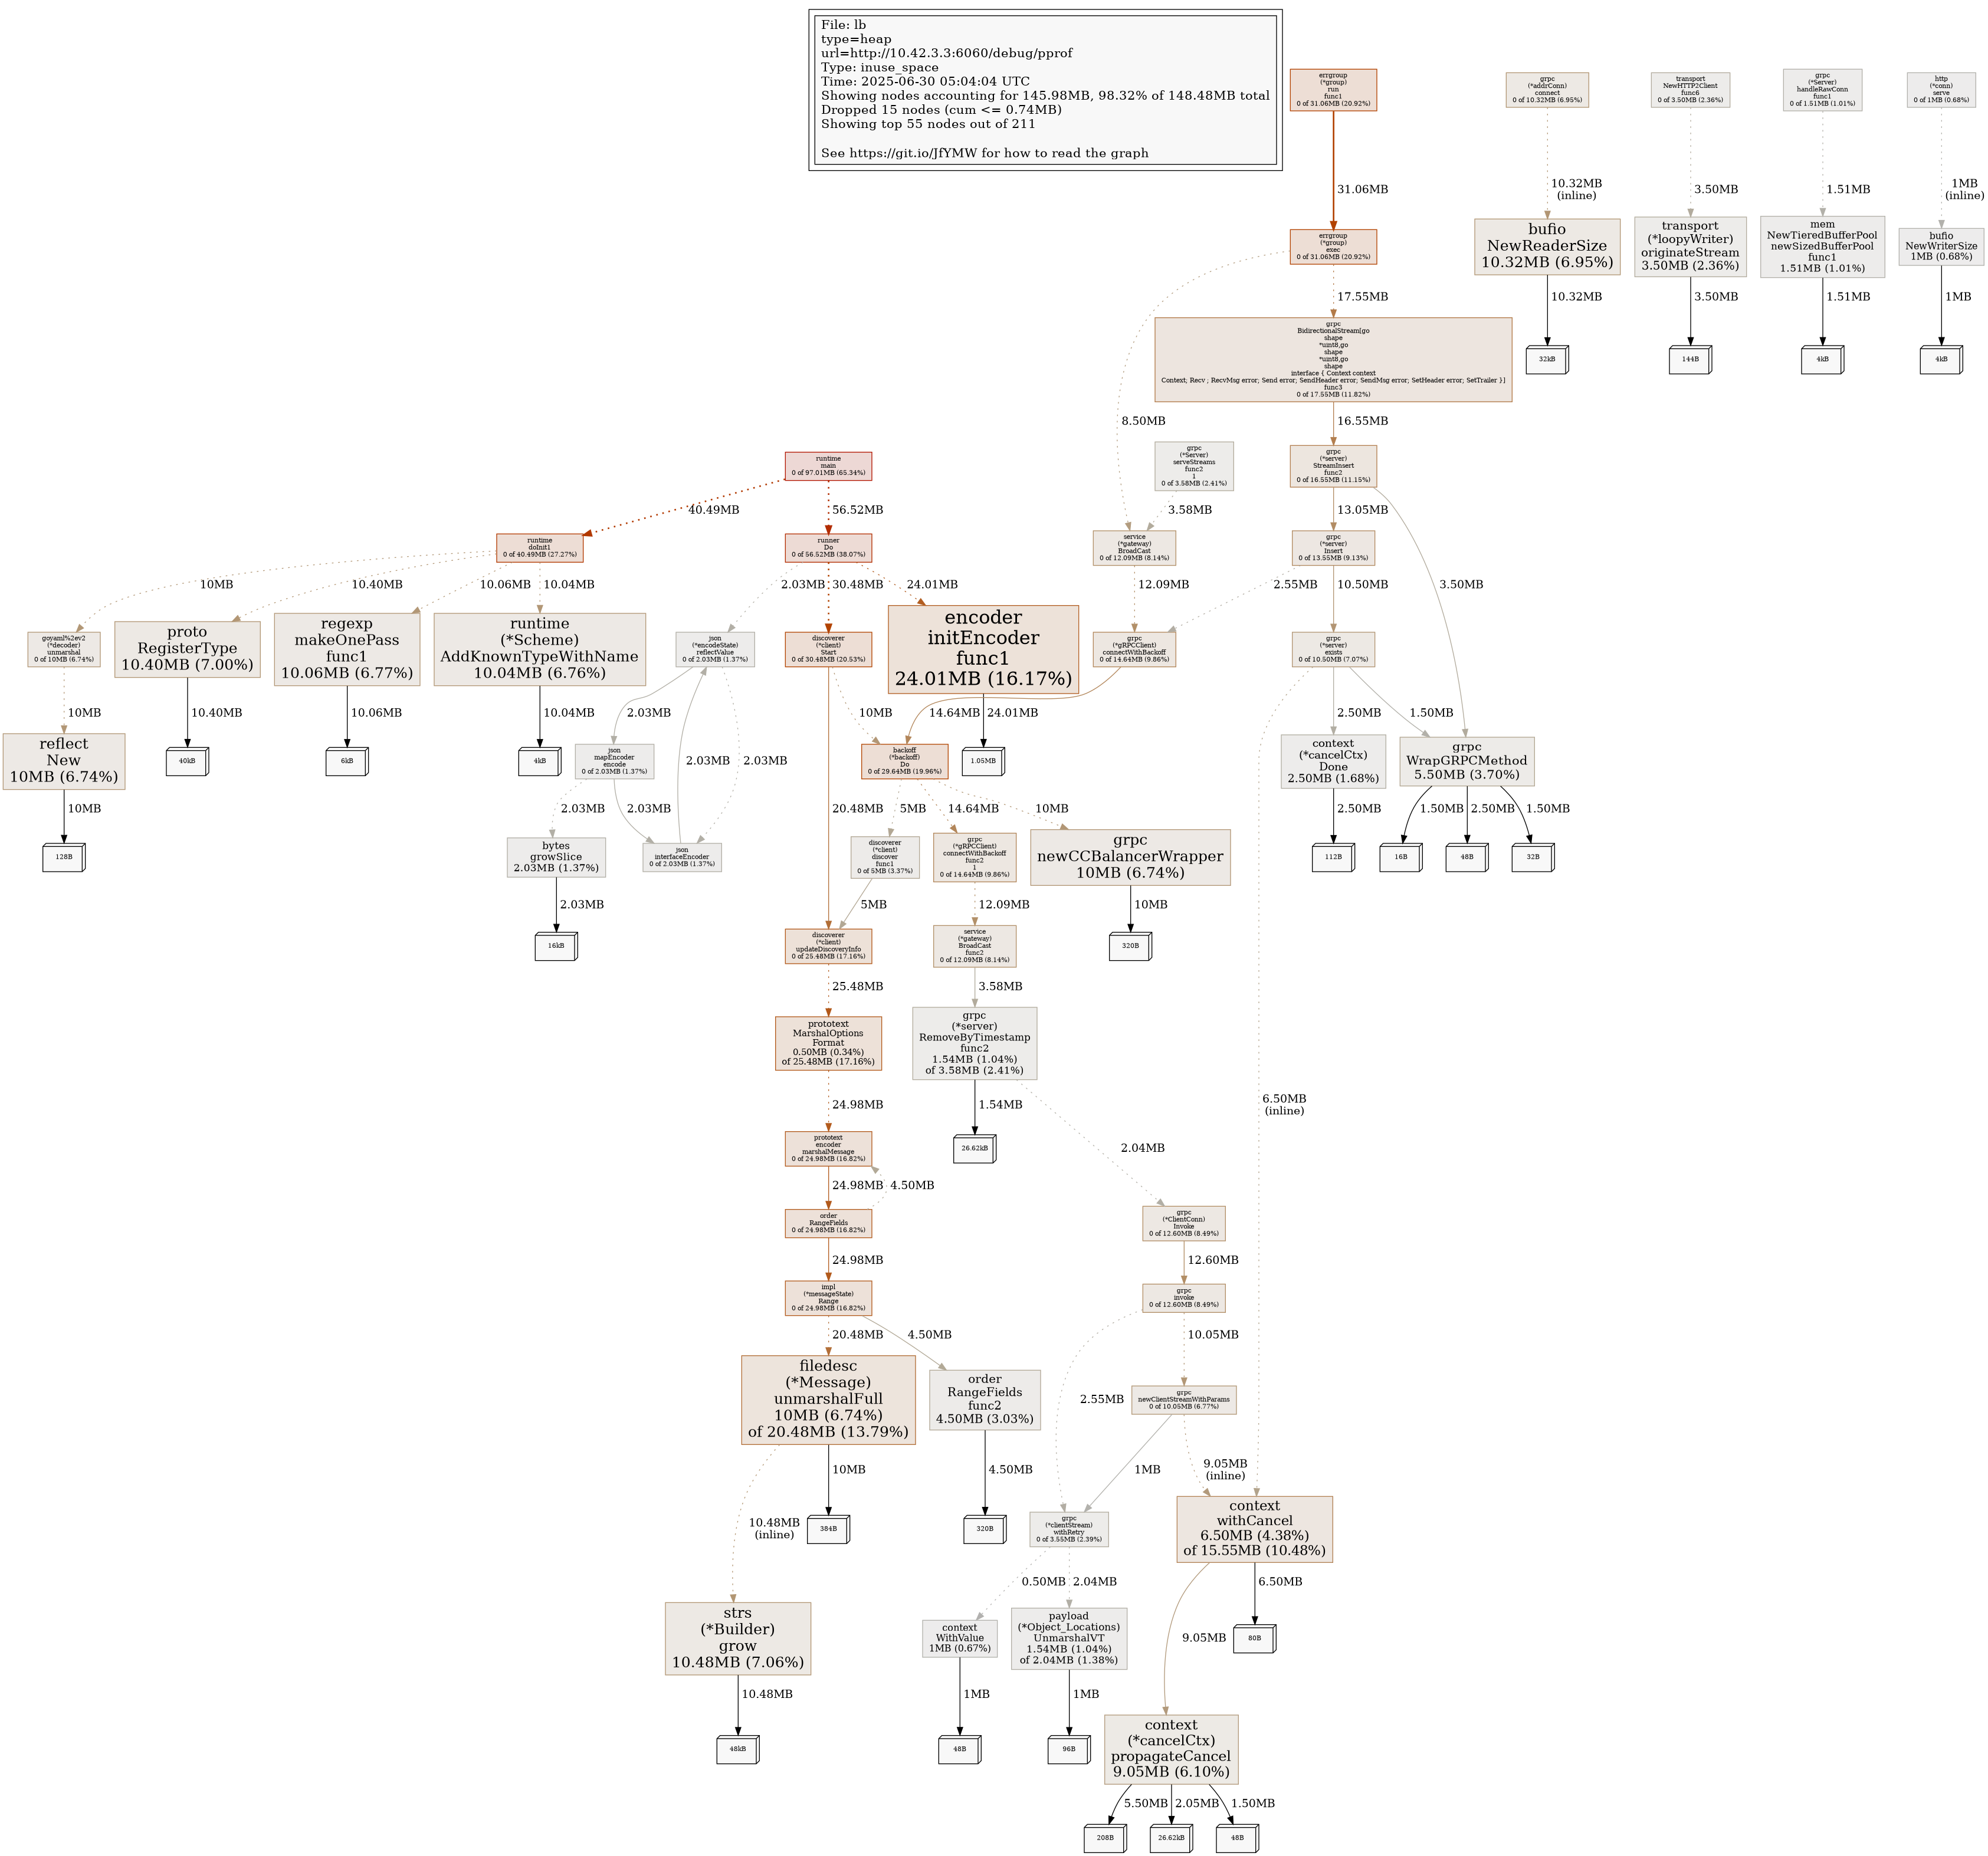 File: lb
type=heap
url=http://10.42.3.3:6060/debug/pprof
Type: inuse_space
Time: 2025-06-30 05:04:04 UTC
Showing nodes accounting for 145.98MB, 98.32% of 148.48MB total
Dropped 15 nodes (cum <= 0.74MB)
Showing top 55 nodes out of 211
See https://git.io/JfYMW for how to read the graph
errgroup
(*group)
run
func1
0 of 31.06MB (20.92%)
grpc
(*addrConn)
connect
0 of 10.32MB (6.95%)
transport
NewHTTP2Client
func6
0 of 3.50MB (2.36%)
grpc
(*Server)
handleRawConn
func1
0 of 1.51MB (1.01%)
http
(*conn)
serve
0 of 1MB (0.68%)
31.06MB
10.32MB
(inline)
3.50MB
1.51MB
1MB
(inline)
errgroup
(*group)
exec
0 of 31.06MB (20.92%)
bufio
NewReaderSize
10.32MB (6.95%)
transport
(*loopyWriter)
originateStream
3.50MB (2.36%)
mem
NewTieredBufferPool
newSizedBufferPool
func1
1.51MB (1.01%)
bufio
NewWriterSize
1MB (0.68%)
17.55MB
10.32MB
3.50MB
1.51MB
1MB
grpc
BidirectionalStream[go
shape
*uint8,go
shape
*uint8,go
shape
interface { Context context
Context; Recv ; RecvMsg error; Send error; SendHeader error; SendMsg error; SetHeader error; SetTrailer }]
func3
0 of 17.55MB (11.82%)
32kB
144B
4kB
4kB
8.50MB
16.55MB
runtime
main
0 of 97.01MB (65.34%)
grpc
(*Server)
serveStreams
func2
1
0 of 3.58MB (2.41%)
grpc
(*server)
StreamInsert
func2
0 of 16.55MB (11.15%)
40.49MB
56.52MB
3.58MB
13.05MB
runtime
doInit1
0 of 40.49MB (27.27%)
runner
Do
0 of 56.52MB (38.07%)
service
(*gateway)
BroadCast
0 of 12.09MB (8.14%)
grpc
(*server)
Insert
0 of 13.55MB (9.13%)
10MB
10.40MB
10.06MB
10.04MB
2.03MB
30.48MB
24.01MB
12.09MB
2.55MB
10.50MB
3.50MB
goyaml%2ev2
(*decoder)
unmarshal
0 of 10MB (6.74%)
proto
RegisterType
10.40MB (7.00%)
regexp
makeOnePass
func1
10.06MB (6.77%)
runtime
(*Scheme)
AddKnownTypeWithName
10.04MB (6.76%)
json
(*encodeState)
reflectValue
0 of 2.03MB (1.37%)
discoverer
(*client)
Start
0 of 30.48MB (20.53%)
encoder
initEncoder
func1
24.01MB (16.17%)
grpc
(*gRPCClient)
connectWithBackoff
0 of 14.64MB (9.86%)
grpc
(*server)
exists
0 of 10.50MB (7.07%)
10MB
10.40MB
10.06MB
10.04MB
2.03MB
10MB
14.64MB
24.01MB
2.50MB
1.50MB
reflect
New
10MB (6.74%)
40kB
6kB
4kB
json
mapEncoder
encode
0 of 2.03MB (1.37%)
2.03MB
2.03MB
backoff
(*backoff)
Do
0 of 29.64MB (19.96%)
1.05MB
context
(*cancelCtx)
Done
2.50MB (1.68%)
grpc
WrapGRPCMethod
5.50MB (3.70%)
10MB
2.03MB
2.03MB
20.48MB
5MB
14.64MB
10MB
2.50MB
1.50MB
2.50MB
1.50MB
128B
bytes
growSlice
2.03MB (1.37%)
json
interfaceEncoder
0 of 2.03MB (1.37%)
discoverer
(*client)
discover
func1
0 of 5MB (3.37%)
grpc
(*gRPCClient)
connectWithBackoff
func2
1
0 of 14.64MB (9.86%)
grpc
newCCBalancerWrapper
10MB (6.74%)
112B
16B
48B
32B
2.03MB
5MB
12.09MB
10MB
16kB
discoverer
(*client)
updateDiscoveryInfo
0 of 25.48MB (17.16%)
service
(*gateway)
BroadCast
func2
0 of 12.09MB (8.14%)
320B
25.48MB
3.58MB
prototext
MarshalOptions
Format
0.50MB (0.34%)
of 25.48MB (17.16%)
grpc
(*server)
RemoveByTimestamp
func2
1.54MB (1.04%)
of 3.58MB (2.41%)
24.98MB
1.54MB
6.50MB
(inline)
prototext
encoder
marshalMessage
0 of 24.98MB (16.82%)
26.62kB
2.04MB
24.98MB
4.50MB
order
RangeFields
0 of 24.98MB (16.82%)
grpc
(*ClientConn)
Invoke
0 of 12.60MB (8.49%)
24.98MB
12.60MB
impl
(*messageState)
Range
0 of 24.98MB (16.82%)
grpc
invoke
0 of 12.60MB (8.49%)
20.48MB
4.50MB
10.05MB
filedesc
(*Message)
unmarshalFull
10MB (6.74%)
of 20.48MB (13.79%)
order
RangeFields
func2
4.50MB (3.03%)
2.55MB
grpc
newClientStreamWithParams
0 of 10.05MB (6.77%)
10MB
4.50MB
1MB
9.05MB
(inline)
10.48MB
(inline)
384B
320B
grpc
(*clientStream)
withRetry
0 of 3.55MB (2.39%)
context
withCancel
6.50MB (4.38%)
of 15.55MB (10.48%)
0.50MB
2.04MB
6.50MB
strs
(*Builder)
grow
10.48MB (7.06%)
context
WithValue
1MB (0.67%)
payload
(*Object_Locations)
UnmarshalVT
1.54MB (1.04%)
of 2.04MB (1.38%)
9.05MB
80B
10.48MB
1MB
1MB
48kB
48B
96B
context
(*cancelCtx)
propagateCancel
9.05MB (6.10%)
5.50MB
2.05MB
1.50MB
208B
26.62kB
48B